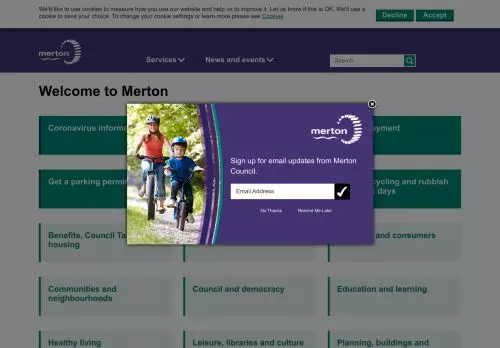 We'd like to use cookies to measure how you use our website and help us to improve it. Let us know if this is OK. We'll use a
cookie to save your choice. To change your cookie settings or learn more please see Cookies
Decline
Accept
merton
Services
News and events
Search
Welcome to Merton
Coronavirus informa
yment
merton
Sign up for email updates from Merton
Council.
Email Address
No Thanks
Remind Me Later
Get a parking permi
cycling and rubbish
days
Benefits, Council Ta
housing
and consumers
Communities and
neighbourhoods
Council and democracy
Education and learning
Healthy living
Leisure, libraries and culture
Planning, buildings and